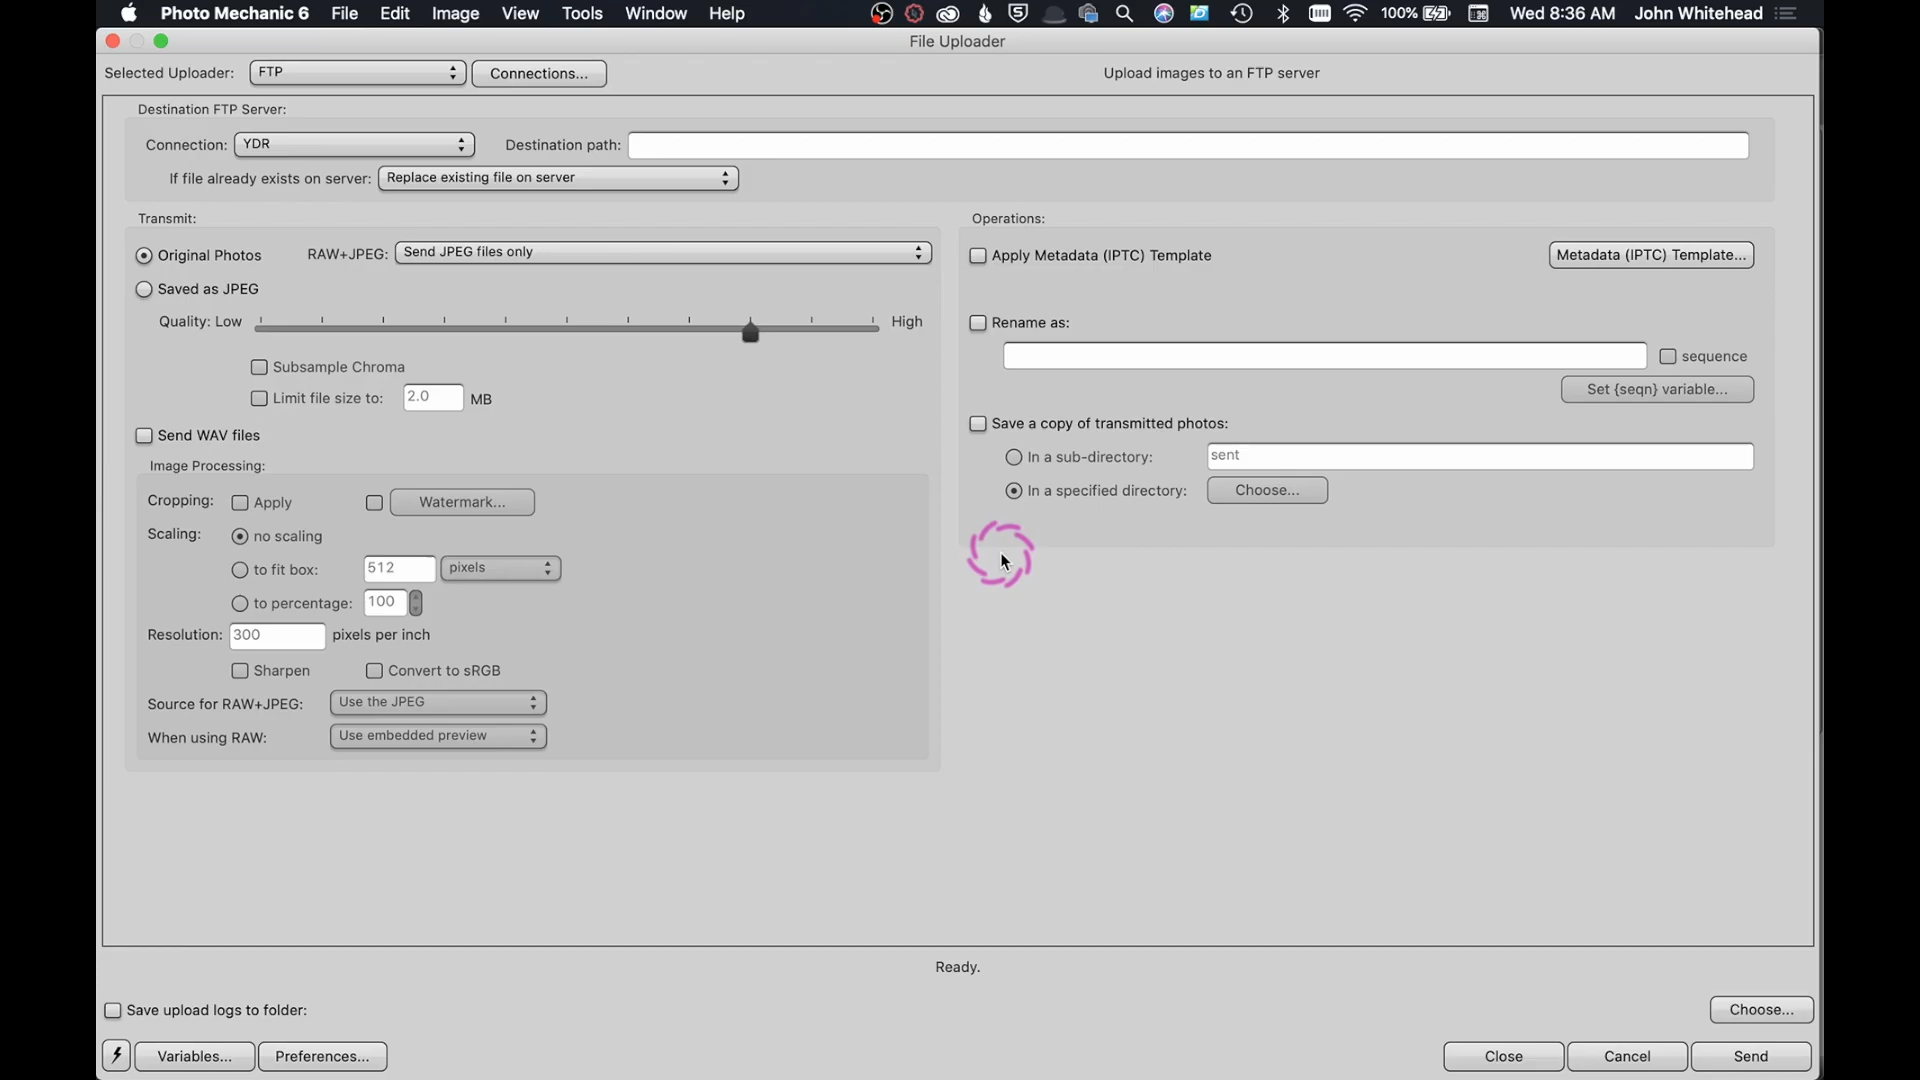 Photo Mechanic 6 File Edit Image View Tools Window Help 100% Wed 8:36 AM John Whitehead
File Uploader
Selected Uploader: FTP Connections... Upload images to an FTP server
Destination FTP Server:
Connection: YDR Destination path:
If file already exists on server: Replace existing file on server
Transmit:
Original Photos RAW+JPEG: Send JPEG files only
Saved as JPEG
Quality: Low High
Subsample Chroma
Limit file size to: 2.0 MB
Send WAV files
Image Processing:
Cropping: Apply Watermark...
Scaling: no scaling
to fit box: 512 pixels
to percentage: 100
Resolution: 300 pixels per inch
Sharpen Convert to sRGB
Source for RAW+JPEG: Use the JPEG
When using RAW: Use embedded preview
Operations:
Apply Metadata (IPTC) Template Metadata (IPTC) Template...
Rename as:
sequence
Set {seqn} variable...
Save a copy of transmitted photos:
In a sub-directory: sent
In a specified directory: Choose...
Ready.
Save upload logs to folder: Choose...
Variables... Preferences... Close Cancel Send